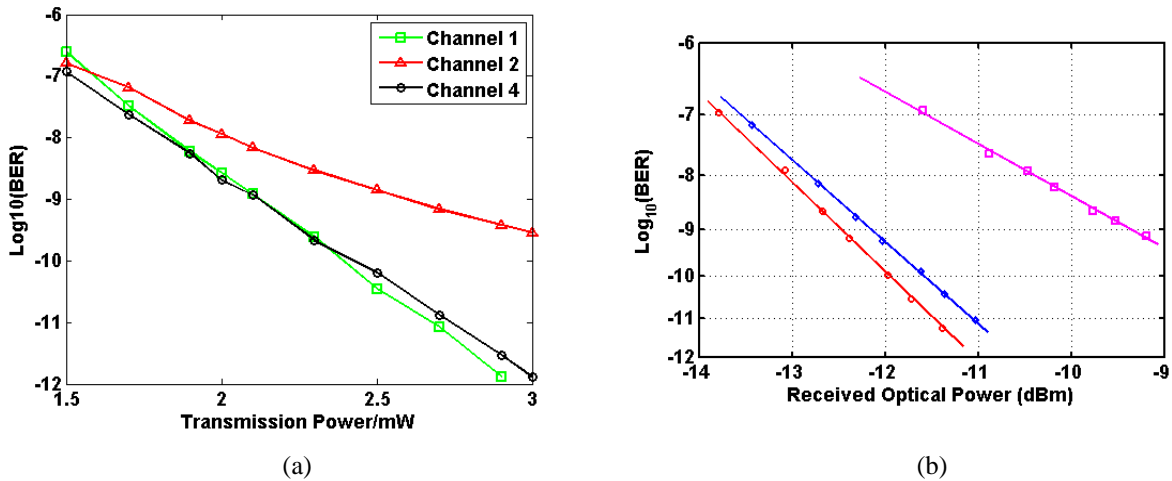 -6
-7
-8
-9
-10
-11
-12
Log10(BER)
1.5
2
2.5
3
Transmission Power/mW
Channel 1
Channel 2
Channel 4
(a)
-6
-7
-8
-9
-10
-11
-12
Log10(BER)
-14
-13
-12
-11
-10
-9
Received Optical Power (dBm)
(b)